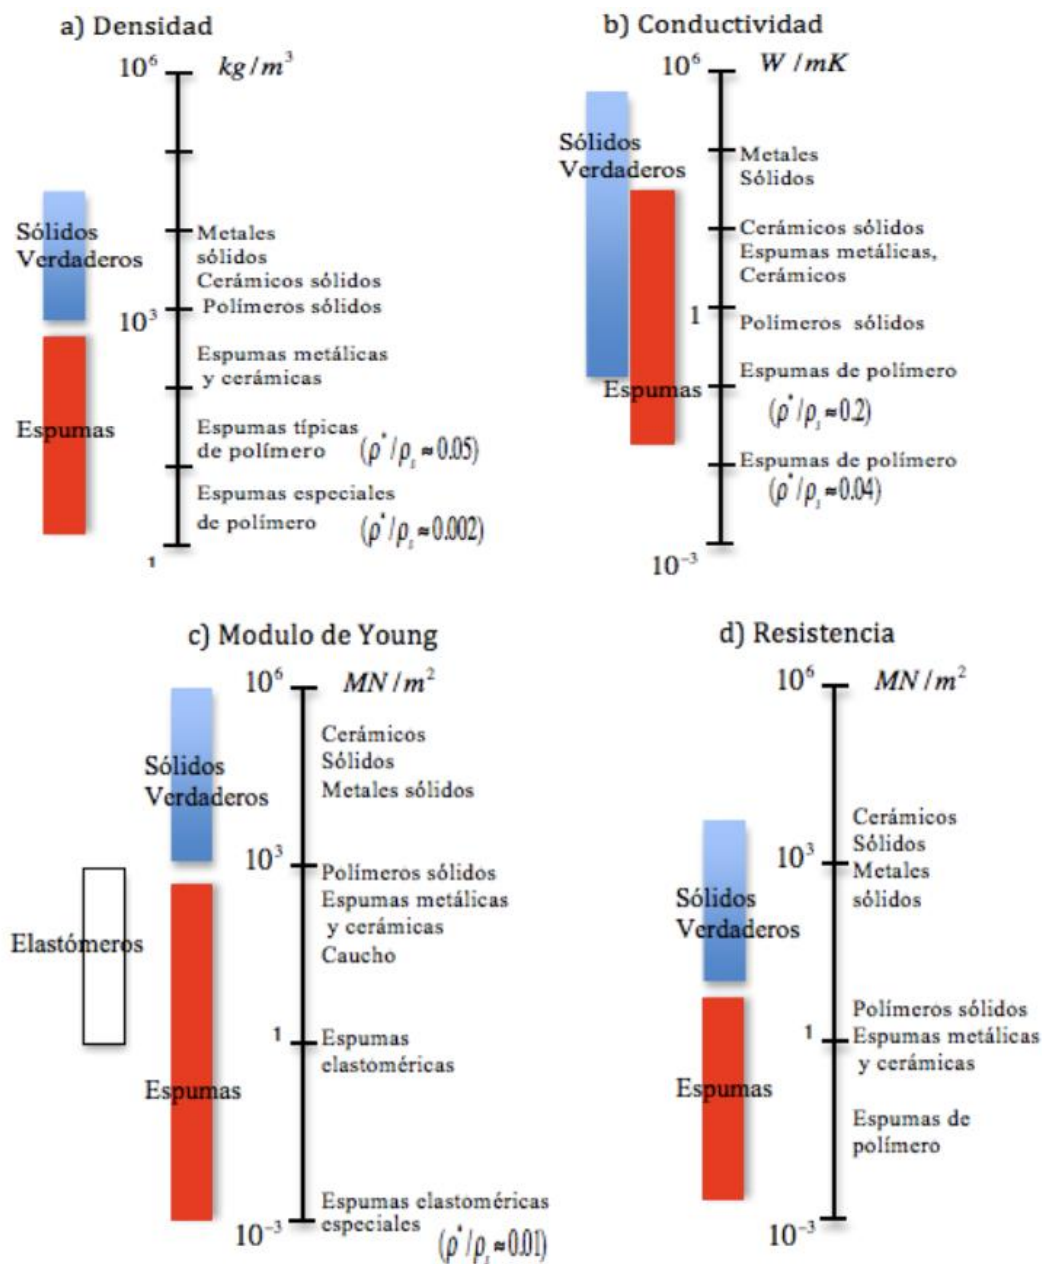 a) Densidad
10⁶ kg/m³
Sólidos
Verdaderos
Metales
sólidos
Cerámicos sólidos
Polímeros sólidos
10³
Espumas metálicas
y cerámicas
Espumas
Espumas típicas
de polímero (ρ*/ρₛ≈0.05)
Espumas especiales
de polímero (ρ*/ρₛ≈0.002)
1
b) Conductividad
10⁶ W/mK
Sólidos
Verdaderos
Metales
Sólidos
Cerámicos sólidos
Espumas metálicas,
Cerámicos
1
Polímeros sólidos
Espumas
Espumas de polímero
(ρ*/ρₛ≈0.2)
Espumas de polímero
(ρ*/ρₛ≈0.04)
10⁻³
c) Modulo de Young
10⁶ MN/m²
Sólidos
Verdaderos
Cerámicos
Sólidos
Metales sólidos
10³
Polímeros sólidos
Espumas metálicas
y cerámicas
Caucho
Elastómeros
1
Espumas
elastoméricas
Espumas
Espumas elastoméricas
especiales
(ρ*/ρₛ≈0.01)
10⁻³
d) Resistencia
10⁶ MN/m²
Cerámicos
Sólidos
10³
Metales
sólidos
Sólidos
Verdaderos
Polímeros sólidos
1
Espumas metálicas
y cerámicas
Espumas
Espumas de
polímero
10⁻³